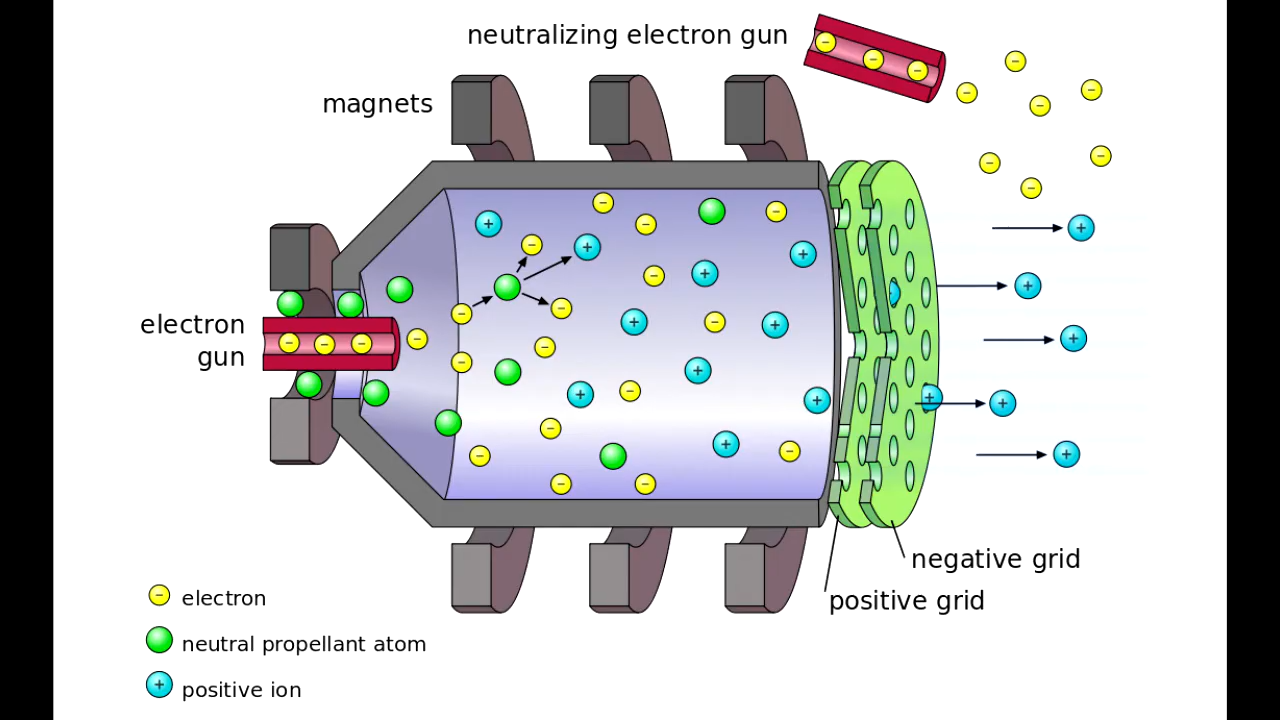 neutralizing electron gun
magnets
electron
gun
negative grid
positive grid
electron
neutral propellant atom
positive ion